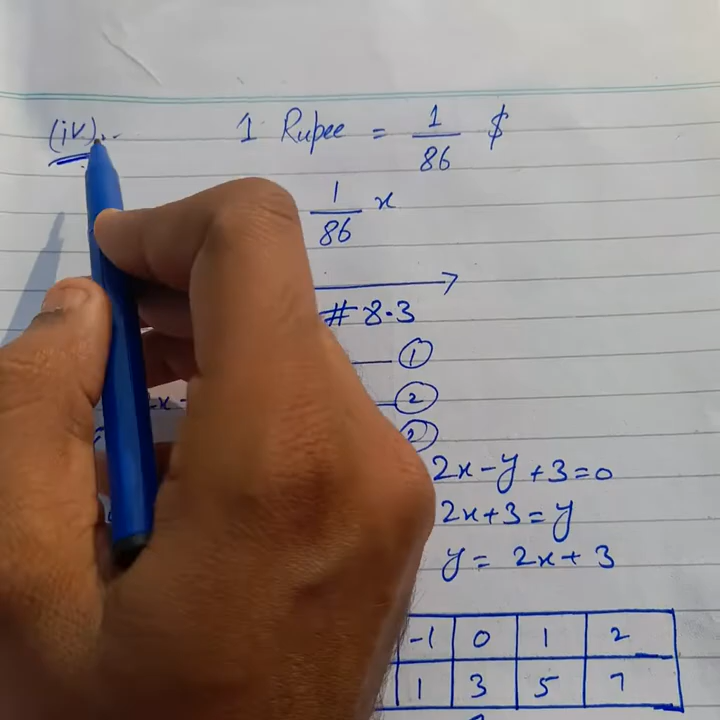 (iv).. 1 Rupee = 1/86 $
1/86 x
# 8.3
1
2
2x - y + 3 = 0
2x + 3 = y
y = 2x + 3
-1 0 1 2
1 3 5 7